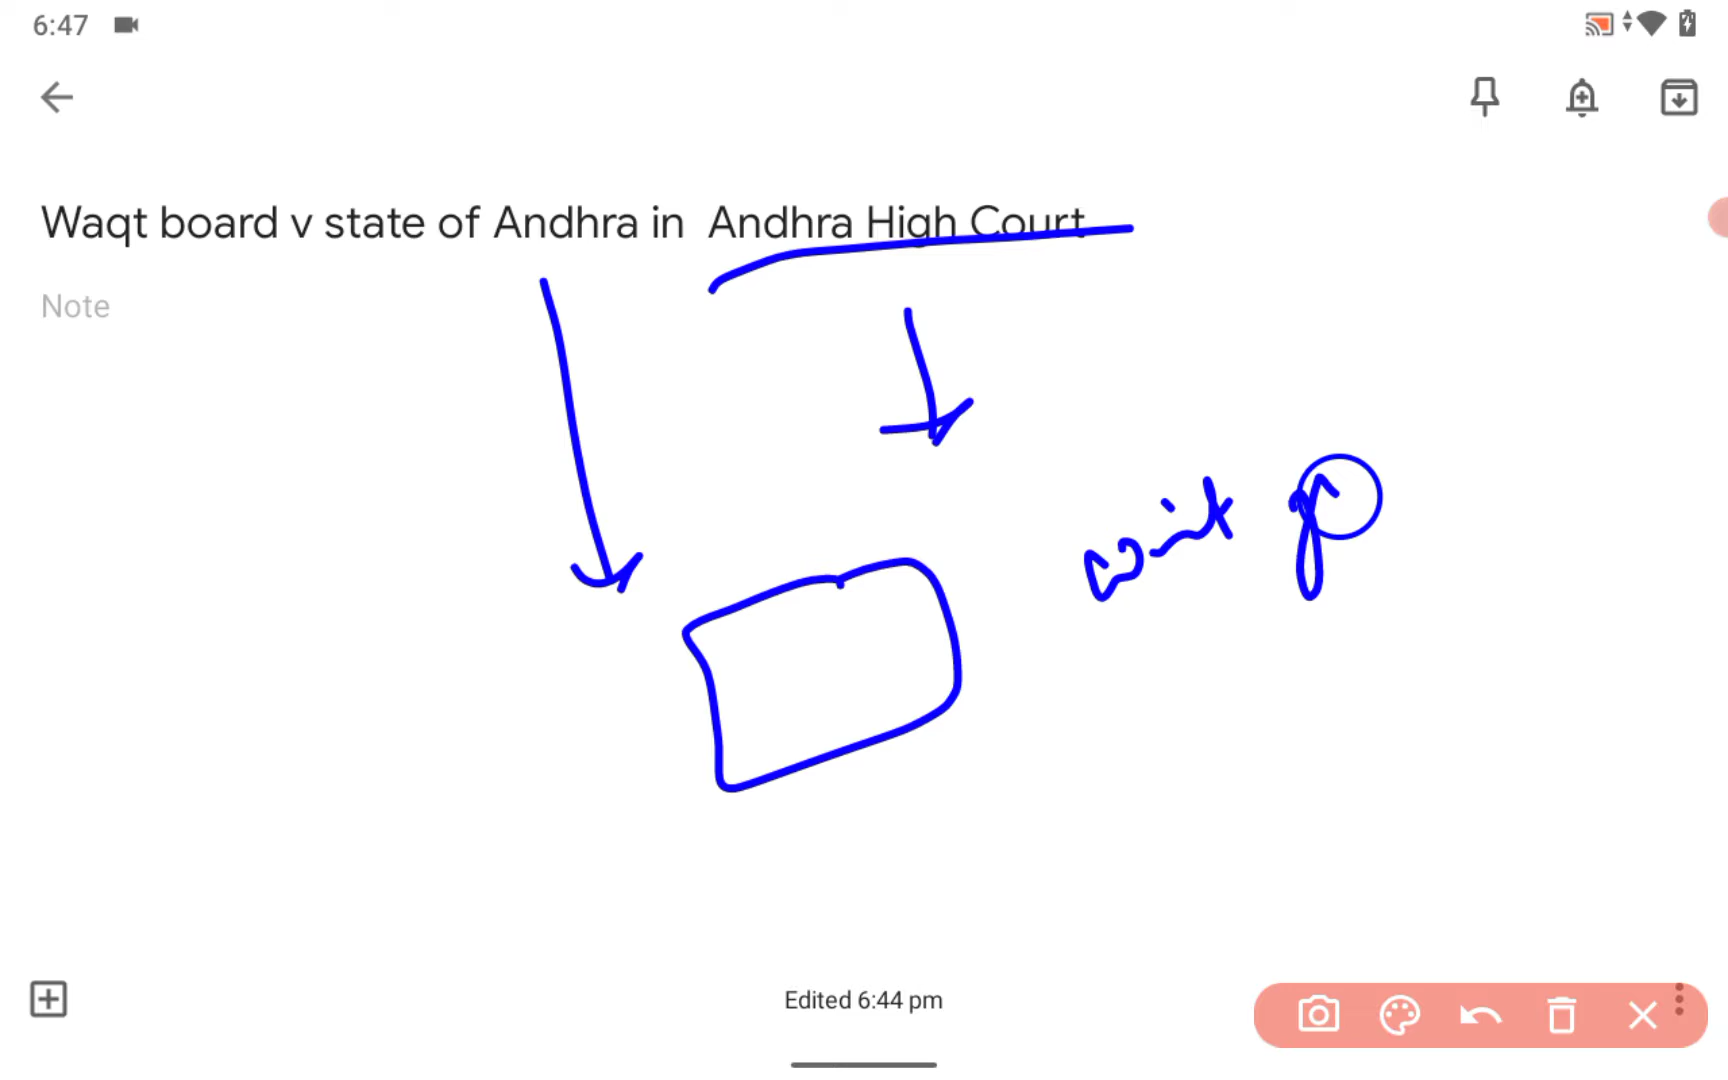 6:47
Waqt board v state of Andhra in Andhra High Court
Note
writ
Edited 6:44 pm